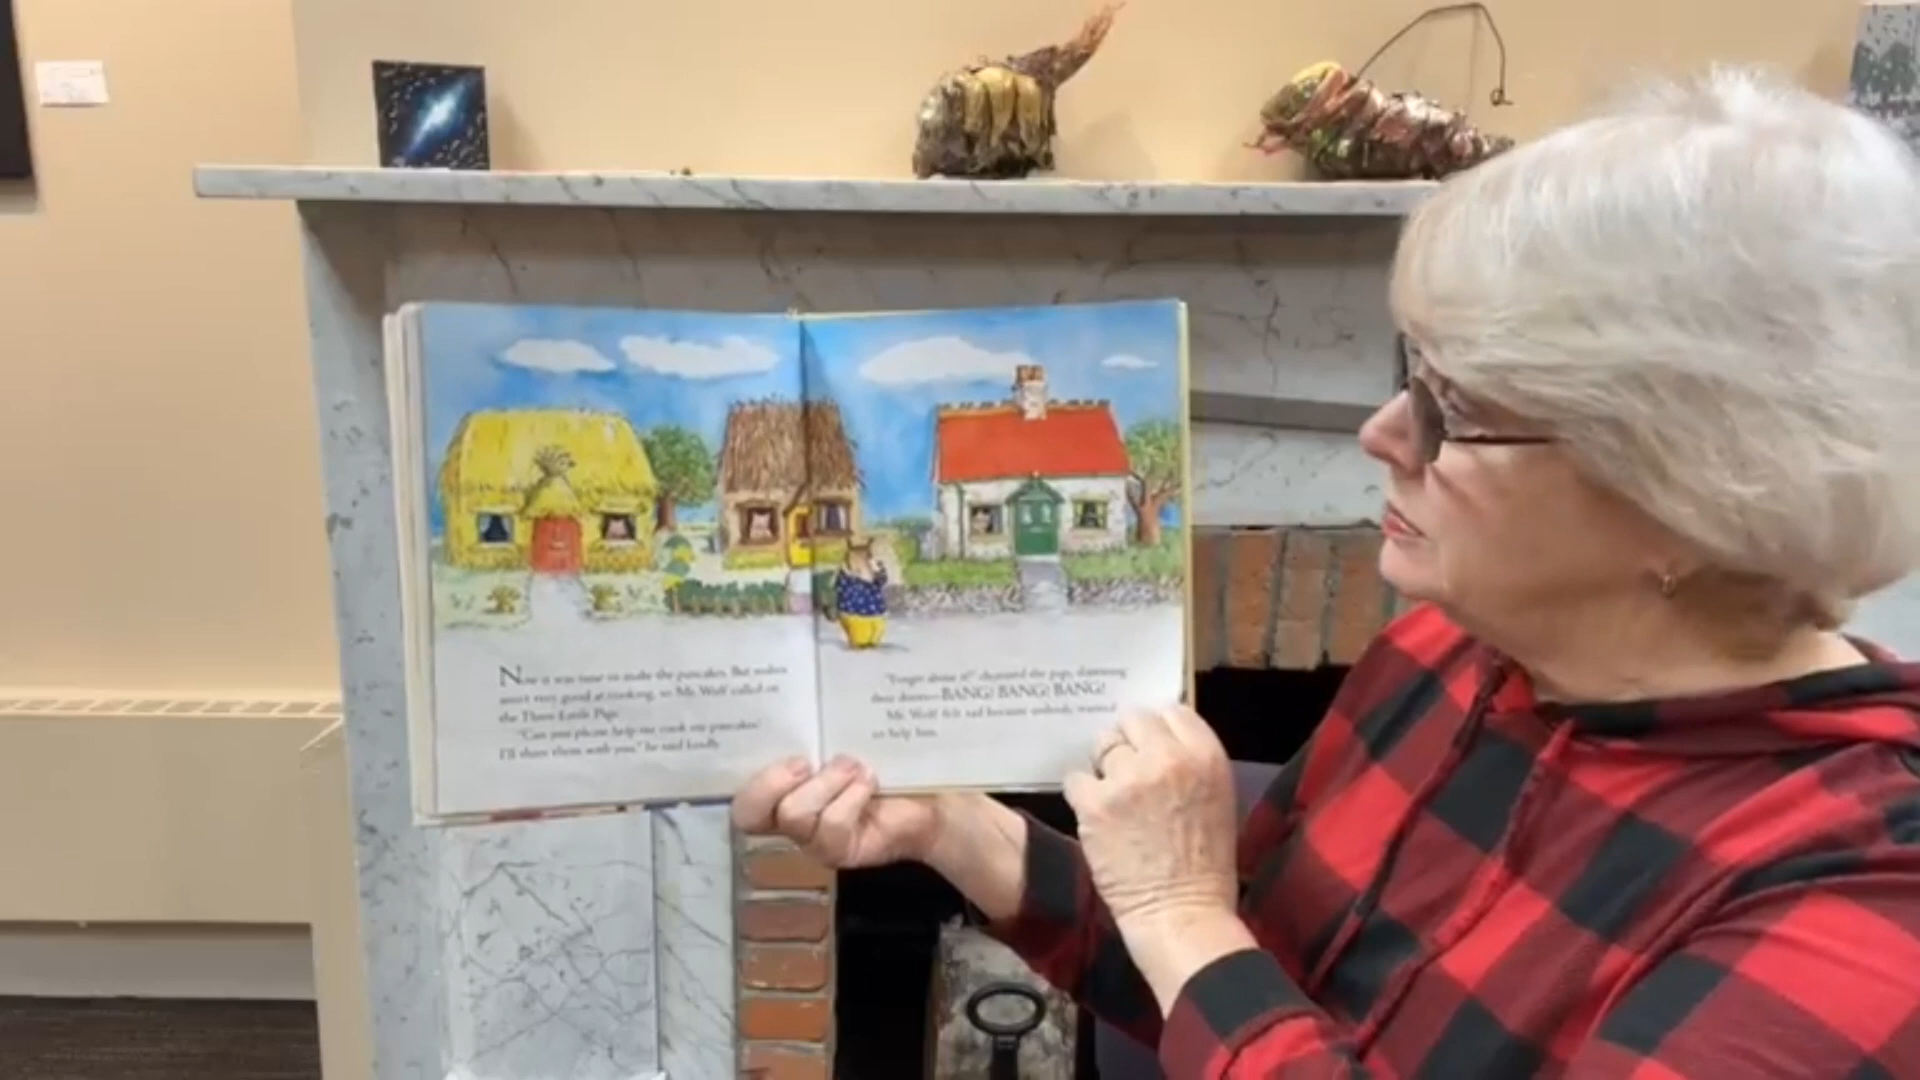 Now it was time to make the pancakes. But wolves
aren't very good at cooking, so Mr. Wolf called on
the Three Little Pigs.
"Can you please help me cook my pancakes?
I'll share them with you," he said kindly.
"Forget about it!" chorused the pigs, slamming
their doors—BANG! BANG! BANG!
Mr. Wolf felt sad because nobody wanted
to help him.